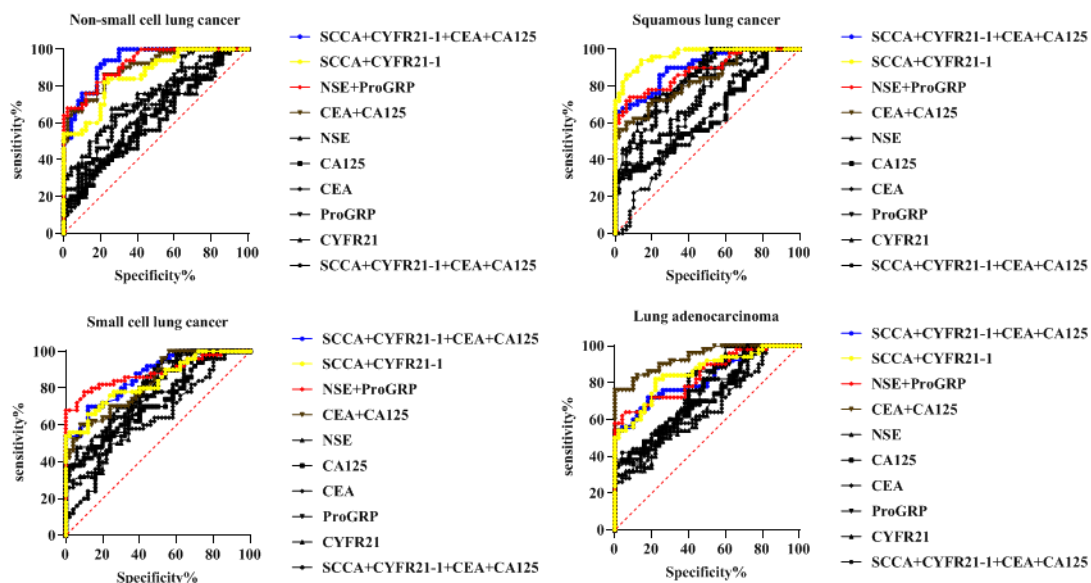 Non-small cell lung cancer
sensitivity%
100
80
60
40
20
0
0 20 40 60 80 100
Specificity%
SCCA+CYFR21-1+CEA+CA125
SCCA+CYFR21-1
NSE+ProGRP
CEA+CA125
NSE
CA125
CEA
ProGRP
CYFR21
SCCA+CYFR21-1+CEA+CA125
Squamous lung cancer
sensitivity%
100
80
60
40
20
0
0 20 40 60 80 100
Specificity%
SCCA+CYFR21-1+CEA+CA125
SCCA+CYFR21-1
NSE+ProGRP
CEA+CA125
NSE
CA125
CEA
ProGRP
CYFR21
SCCA+CYFR21-1+CEA+CA125
Small cell lung cancer
sensitivity%
100
80
60
40
20
0
0 20 40 60 80 100
Specificity%
SCCA+CYFR21-1+CEA+CA125
SCCA+CYFR21-1
NSE+ProGRP
CEA+CA125
NSE
CA125
CEA
ProGRP
CYFR21
SCCA+CYFR21-1+CEA+CA125
Lung adenocarcinoma
sensitivity%
100
80
60
40
20
0
0 20 40 60 80 100
Specificity%
SCCA+CYFR21-1+CEA+CA125
SCCA+CYFR21-1
NSE+ProGRP
CEA+CA125
NSE
CA125
CEA
ProGRP
CYFR21
SCCA+CYFR21-1+CEA+CA125